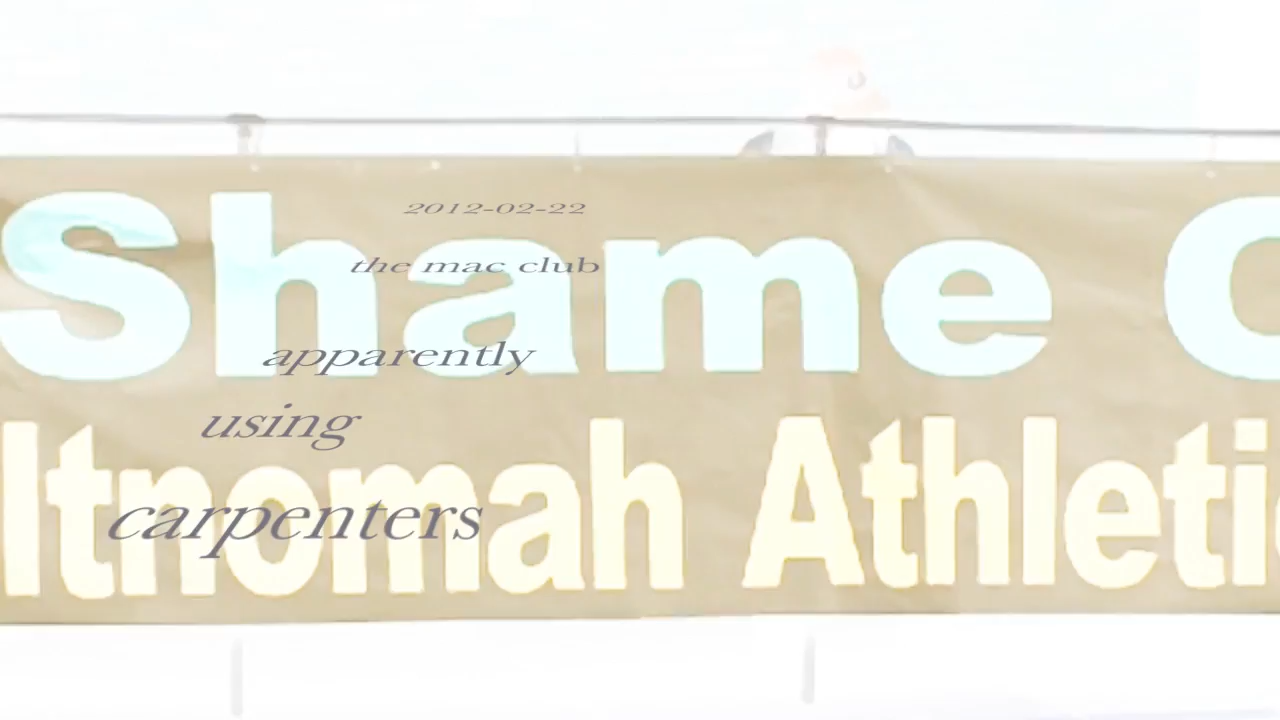 Shame
ltnomah Athleti
2012-02-22
the mac club
apparently
using
carpenters